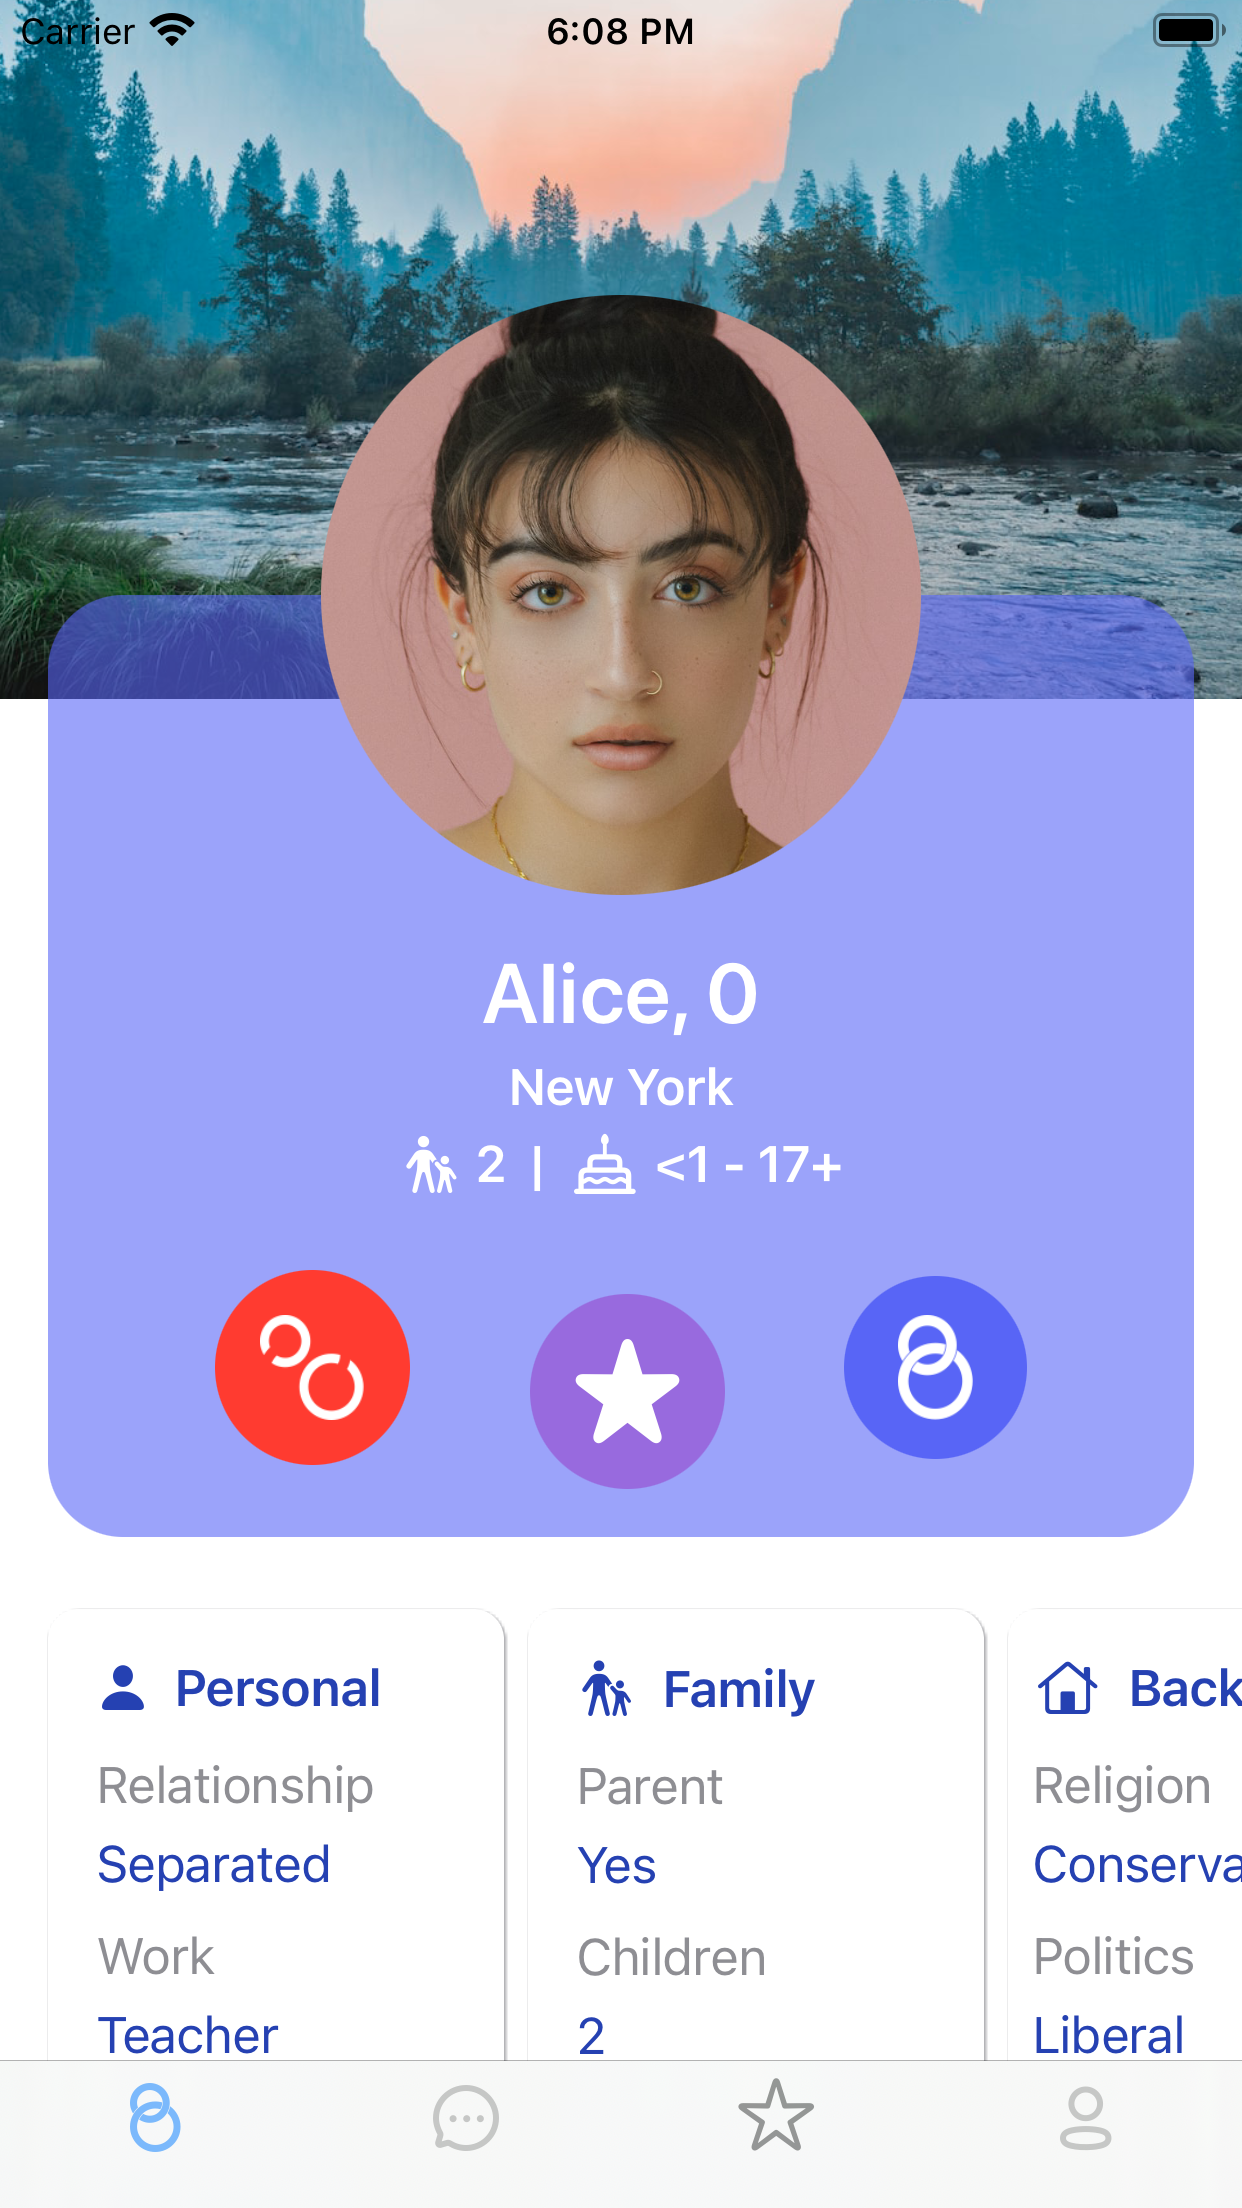 Carrier 6:08 PM
Alice, 0
New York
2 | <1 - 17+
Personal
Relationship
Separated
Work
Teacher
Family
Parent
Yes
Children
2
Back
Religion
Conserva
Politics
Liberal